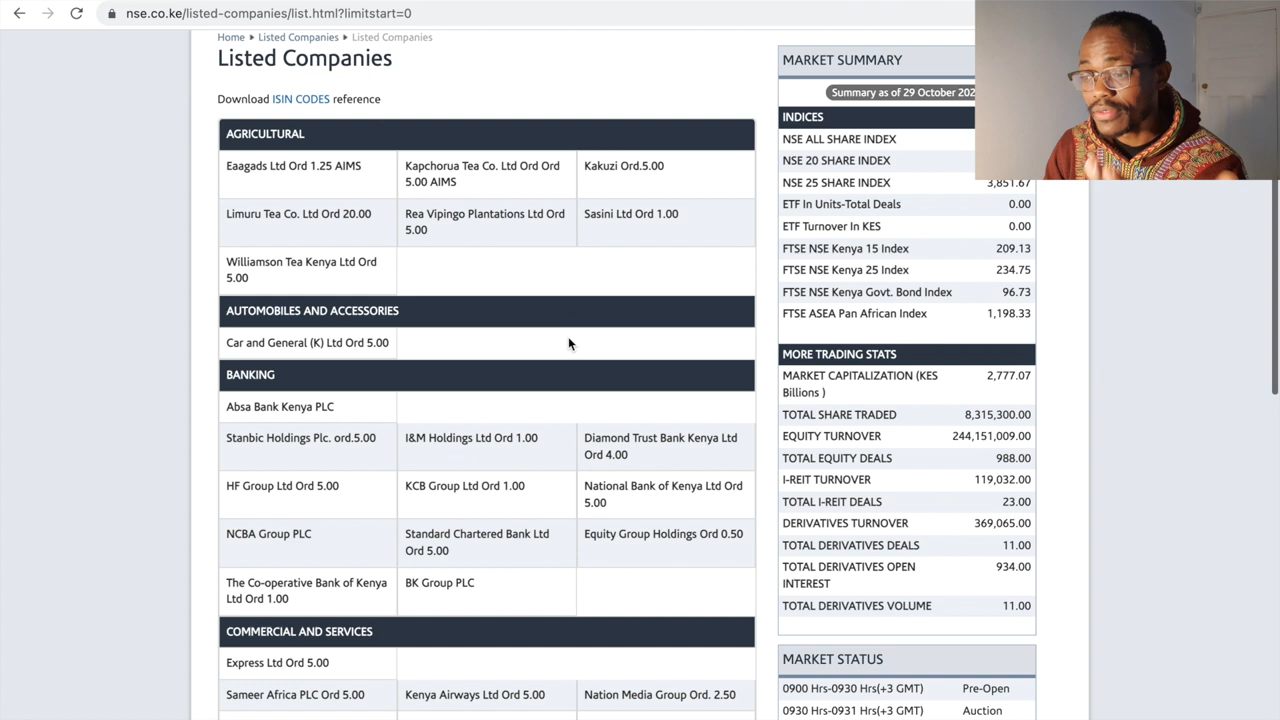 nse.co.ke/listed-companies/list.html?limitstart=0
Home Listed Companies Listed Companies
Listed Companies
Download ISIN CODES reference
AGRICULTURAL
Eaagads Ltd Ord 1.25 AIMS
Kapchorua Tea Co. Ltd Ord Ord
5.00 AIMS
Kakuzi Ord.5.00
Limuru Tea Co. Ltd Ord 20.00
Rea Vipingo Plantations Ltd Ord
5.00
Sasini Ltd Ord 1.00
Williamson Tea Kenya Ltd Ord
5.00
AUTOMOBILES AND ACCESSORIES
Car and General (K) Ltd Ord 5.00
BANKING
Absa Bank Kenya PLC
Stanbic Holdings Plc. ord.5.00
I&M Holdings Ltd Ord 1.00
Diamond Trust Bank Kenya Ltd
Ord 4.00
HF Group Ltd Ord 5.00
KCB Group Ltd Ord 1.00
National Bank of Kenya Ltd Ord
5.00
NCBA Group PLC
Standard Chartered Bank Ltd
Ord 5.00
Equity Group Holdings Ord 0.50
The Co-operative Bank of Kenya
Ltd Ord 1.00
BK Group PLC
COMMERCIAL AND SERVICES
Express Ltd Ord 5.00
Sameer Africa PLC Ord 5.00
Kenya Airways Ltd Ord 5.00
Nation Media Group Ord. 2.50
MARKET SUMMARY
Summary as of 29 October
INDICES
NSE ALL SHARE INDEX
NSE 20 SHARE INDEX
NSE 25 SHARE INDEX 3,851.67
ETF In Units-Total Deals 0.00
ETF Turnover In KES 0.00
FTSE NSE Kenya 15 Index 209.13
FTSE NSE Kenya 25 Index 234.75
FTSE NSE Kenya Govt. Bond Index 96.73
FTSE ASEA Pan African Index 1,198.33
MORE TRADING STATS
MARKET CAPITALIZATION (KES 2,777.07
Billions )
TOTAL SHARE TRADED 8,315,300.00
EQUITY TURNOVER 244,151,009.00
TOTAL EQUITY DEALS 988.00
I-REIT TURNOVER 119,032.00
TOTAL I-REIT DEALS 23.00
DERIVATIVES TURNOVER 369,065.00
TOTAL DERIVATIVES DEALS 11.00
TOTAL DERIVATIVES OPEN 934.00
INTEREST
TOTAL DERIVATIVES VOLUME 11.00
MARKET STATUS
0900 Hrs-0930 Hrs(+3 GMT) Pre-Open
0930 Hrs-0931 Hrs(+3 GMT) Auction